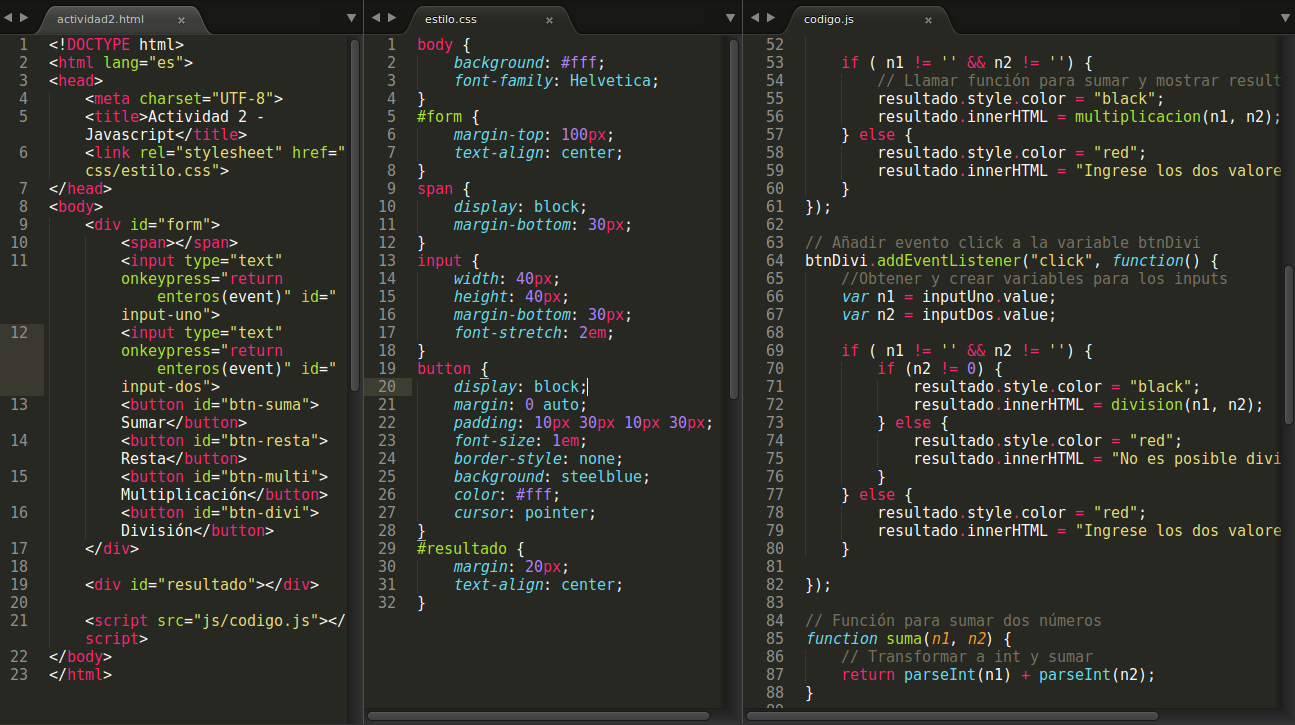 actividad2.html ×
1 <!DOCTYPE html>
2 <html lang="es">
3 <head>
4 <meta charset="UTF-8">
5 <title>Actividad 2 -
Javascript</title>
6 <link rel="stylesheet" href="
css/estilo.css">
7 </head>
8 <body>
9 <div id="form">
10 <span></span>
11 <input type="text"
onkeypress="return
enteros(event)" id="
input-uno">
12 <input type="text"
onkeypress="return
enteros(event)" id="
input-dos">
13 <button id="btn-suma">
Sumar</button>
14 <button id="btn-resta">
Resta</button>
15 <button id="btn-multi">
Multiplicación</button>
16 <button id="btn-divi">
División</button>
17 </div>
18
19 <div id="resultado"></div>
20
21 <script src="js/codigo.js"></
script>
22 </body>
23 </html>
estilo.css ×
1 body {
2 background: #fff;
3 font-family: Helvetica;
4 }
5 #form {
6 margin-top: 100px;
7 text-align: center;
8 }
9 span {
10 display: block;
11 margin-bottom: 30px;
12 }
13 input {
14 width: 40px;
15 height: 40px;
16 margin-bottom: 30px;
17 font-stretch: 2em;
18 }
19 button {
20 display: block;
21 margin: 0 auto;
22 padding: 10px 30px 10px 30px;
23 font-size: 1em;
24 border-style: none;
25 background: steelblue;
26 color: #fff;
27 cursor: pointer;
28 }
29 #resultado {
30 margin: 20px;
31 text-align: center;
32 }
codigo.js ×
52
53 if ( n1 != '' && n2 != '') {
54 // Llamar función para sumar y mostrar result
55 resultado.style.color = "black";
56 resultado.innerHTML = multiplicacion(n1, n2);
57 } else {
58 resultado.style.color = "red";
59 resultado.innerHTML = "Ingrese los dos valore
60 }
61 });
62
63 // Añadir evento click a la variable btnDivi
64 btnDivi.addEventListener("click", function() {
65 //Obtener y crear variables para los inputs
66 var n1 = inputUno.value;
67 var n2 = inputDos.value;
68
69 if ( n1 != '' && n2 != '') {
70 if (n2 != 0) {
71 resultado.style.color = "black";
72 resultado.innerHTML = division(n1, n2);
73 } else {
74 resultado.style.color = "red";
75 resultado.innerHTML = "No es posible divi
76 }
77 } else {
78 resultado.style.color = "red";
79 resultado.innerHTML = "Ingrese los dos valore
80 }
81
82 });
83
84 // Función para sumar dos números
85 function suma(n1, n2) {
86 // Transformar a int y sumar
87 return parseInt(n1) + parseInt(n2);
88 }